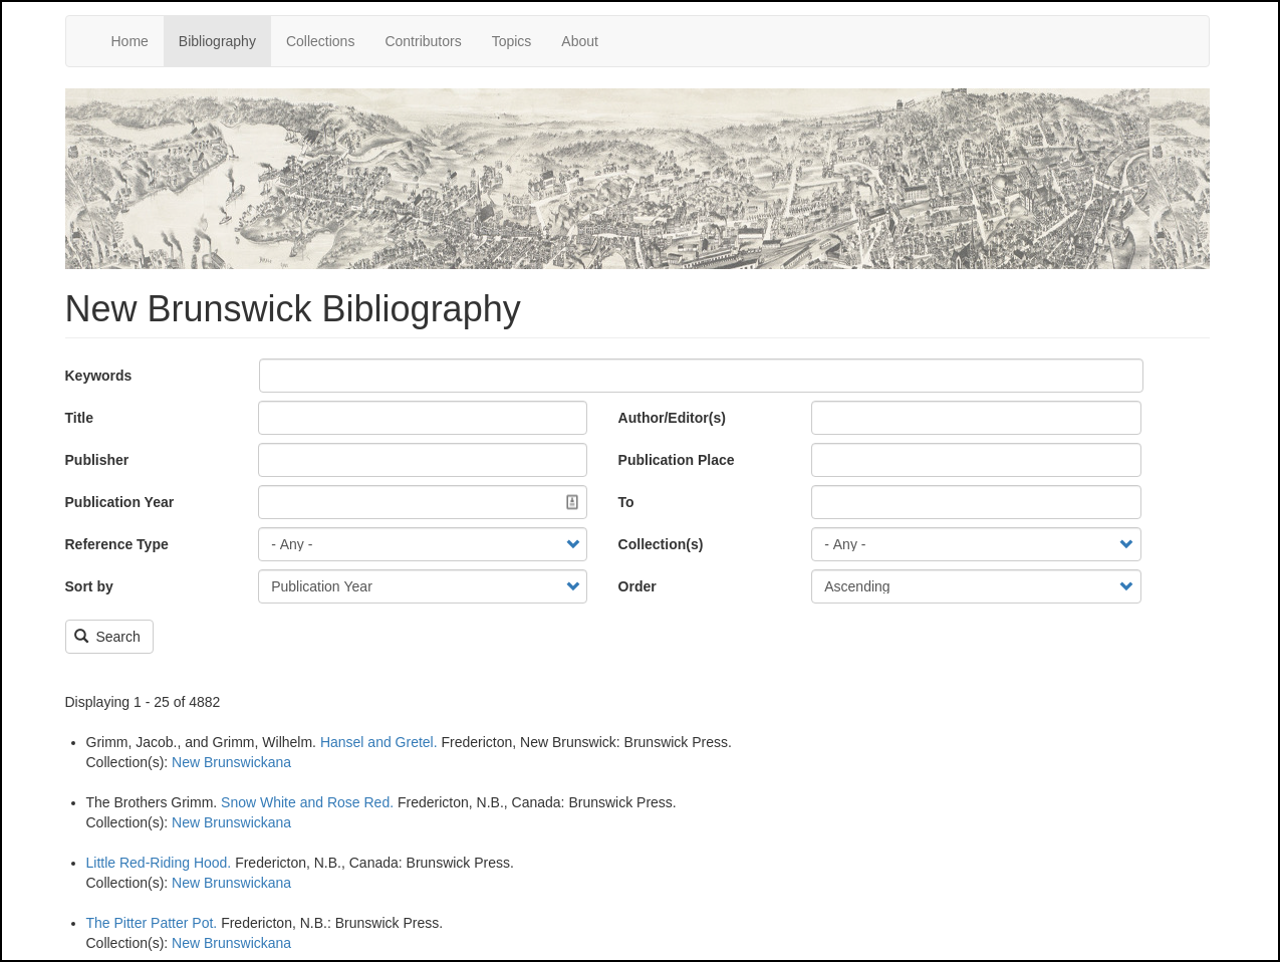 Home Bibliography Collections Contributors Topics About
New Brunswick Bibliography
Keywords
Title Author/Editor(s)
Publisher Publication Place
Publication Year To
Reference Type - Any - Collection(s) - Any -
Sort by Publication Year Order Ascending
Search
Displaying 1 - 25 of 4882
• Grimm, Jacob., and Grimm, Wilhelm. Hansel and Gretel. Fredericton, New Brunswick: Brunswick Press.
Collection(s): New Brunswickana
• The Brothers Grimm. Snow White and Rose Red. Fredericton, N.B., Canada: Brunswick Press.
Collection(s): New Brunswickana
• Little Red-Riding Hood. Fredericton, N.B., Canada: Brunswick Press.
Collection(s): New Brunswickana
• The Pitter Patter Pot. Fredericton, N.B.: Brunswick Press.
Collection(s): New Brunswickana